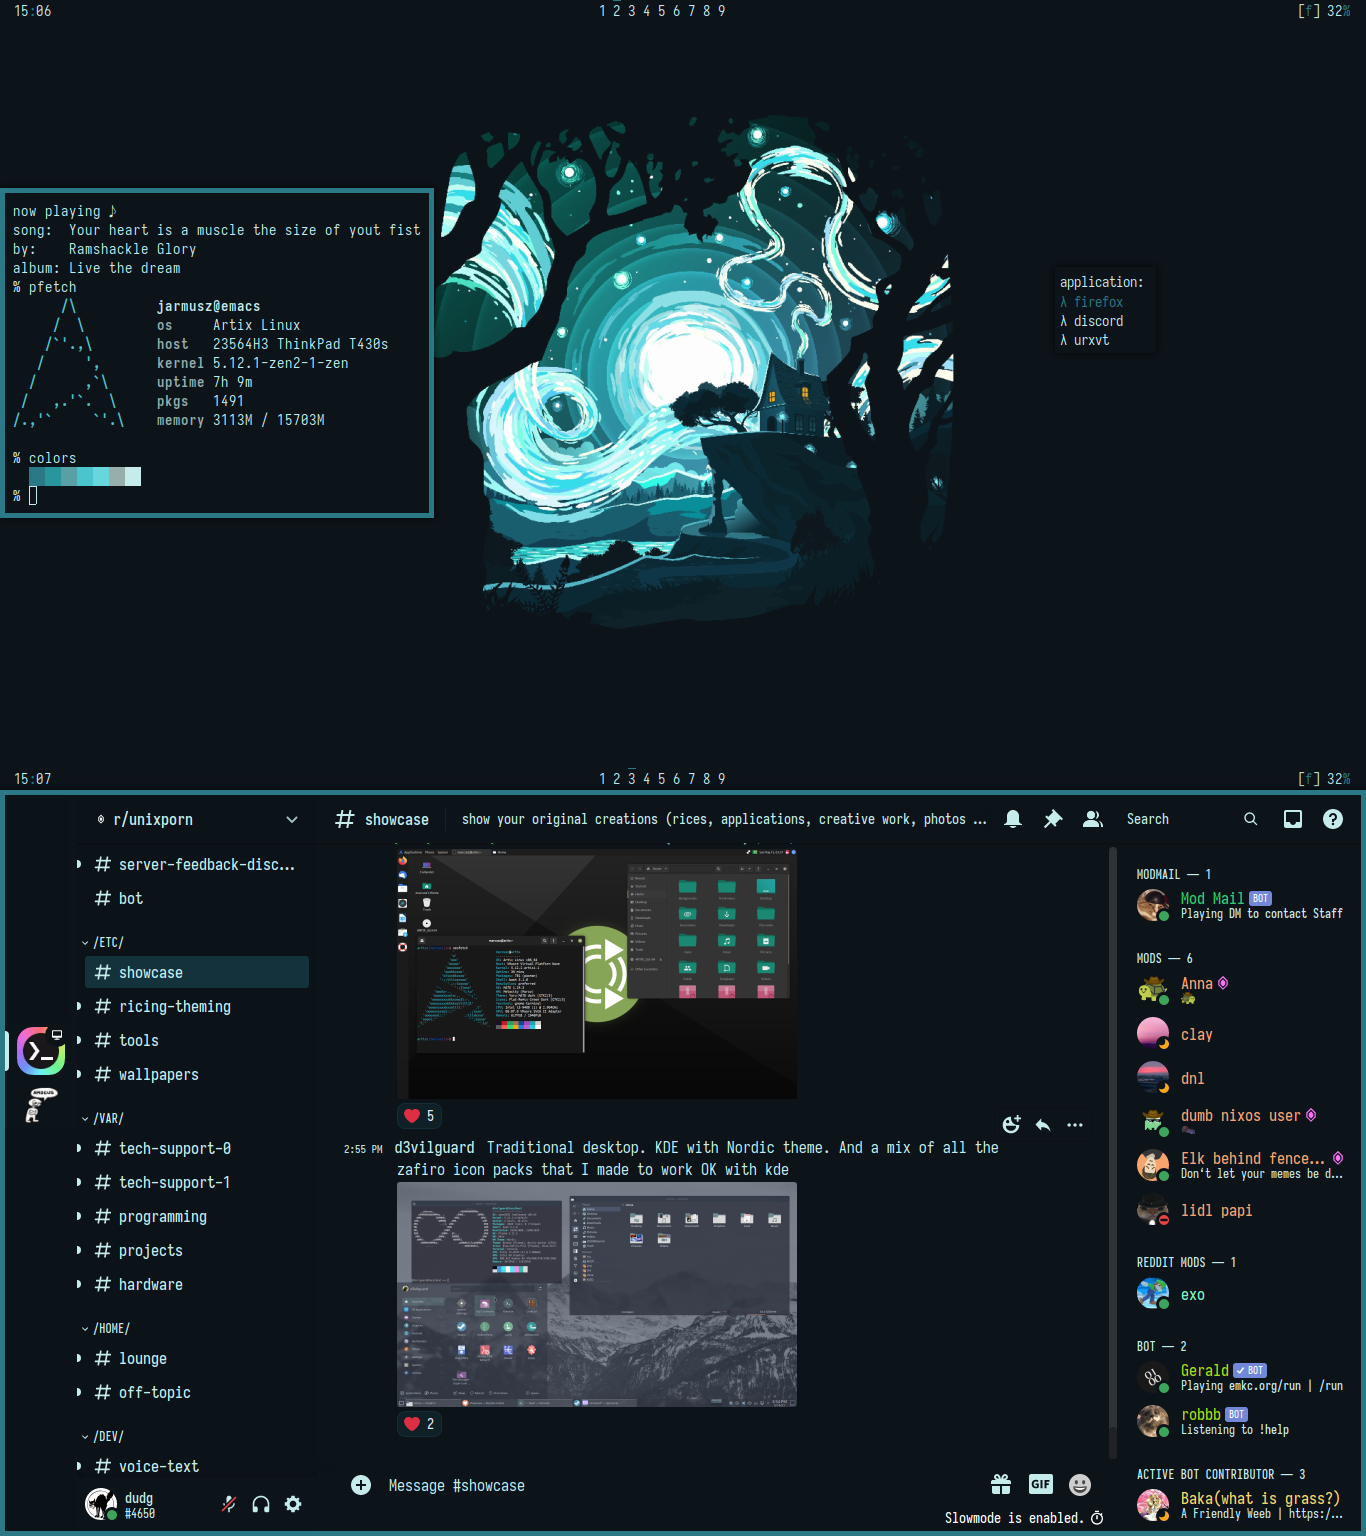 15:06
1 2 3 4 5 6 7 8 9
[f] 32%
now playing ♪
song: Your heart is a muscle the size of yout fist
by: Ramshackle Glory
album: Live the dream
% pfetch
jarmusz@emacs
os Artix Linux
host 23564H3 ThinkPad T430s
kernel 5.12.1-zen2-1-zen
uptime 7h 9m
pkgs 1491
memory 3113M / 15703M
% colors
%
application:
λ firefox
λ discord
λ urxvt
15:07
1 2 3 4 5 6 7 8 9
[f] 32%
r/unixporn
# server-feedback-disc...
# bot
/ETC/
# showcase
# ricing-theming
# tools
# wallpapers
/VAR/
# tech-support-0
# tech-support-1
# programming
# projects
# hardware
/HOME/
# lounge
# off-topic
/DEV/
# voice-text
dudg
#4650
# showcase
show your original creations (rices, applications, creative work, photos ...
Search
5
2:55 PM d3vilguard Traditional desktop. KDE with Nordic theme. And a mix of all the
zafiro icon packs that I made to work OK with kde
2
Message #showcase
GIF
Slowmode is enabled.
MODMAIL — 1
Mod Mail BOT
Playing DM to contact Staff
MODS — 6
Anna
clay
dnl
dumb nixos user
Elk behind fence...
Don't let your memes be d...
lidl papi
REDDIT MODS — 1
exo
BOT — 2
Gerald BOT
Playing emkc.org/run | /run
robbb BOT
Listening to !help
ACTIVE BOT CONTRIBUTOR — 3
Baka(what is grass?)
A Friendly Weeb | https:/...